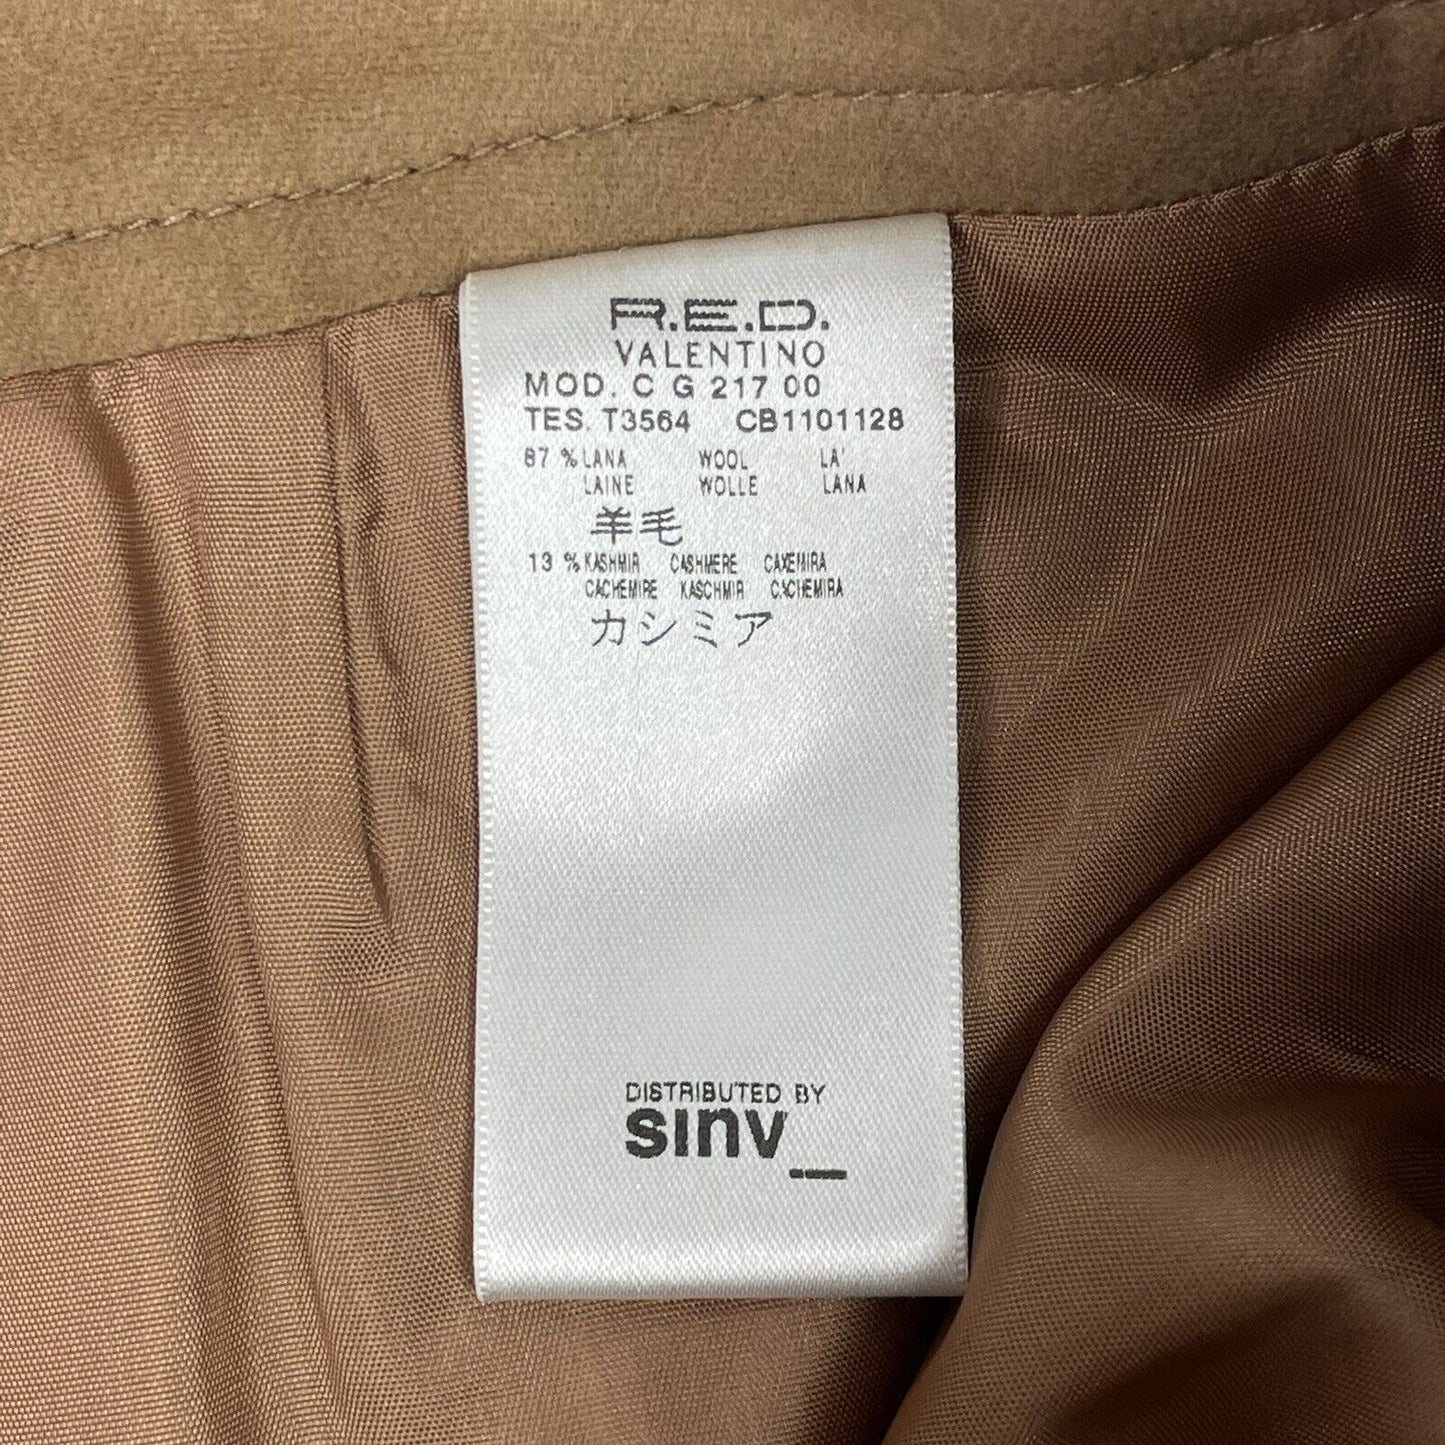 R.E.D.
VALENTINO
MOD. C G 217 00
TES. T3564 CB1101128
87 % LANA WOOL LA'
LAINE WOLLE LANA
羊毛
13 % KASHMIR CASHMERE CAXEMIRA
CACHEMIRE KASCHMIR CACHEMIRA
カシミア
DISTRIBUTED BY
sınv_